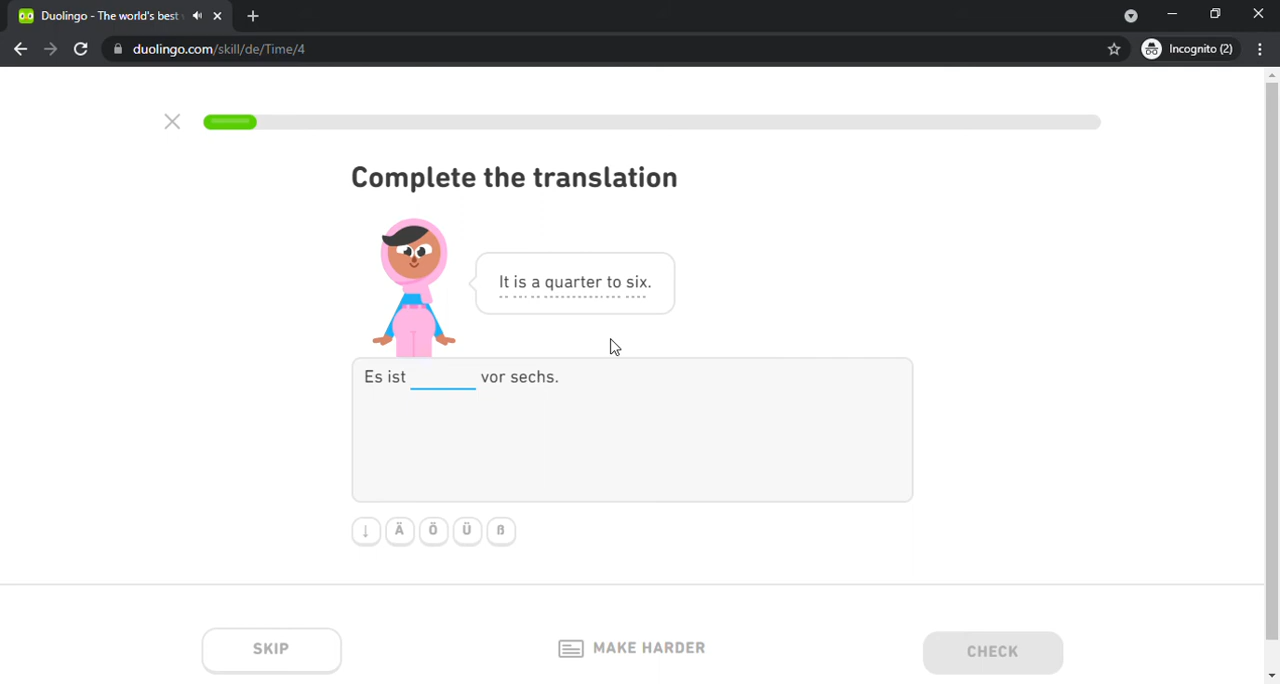 Duolingo - The world's best
duolingo.com/skill/de/Time/4
Incognito (2)
Complete the translation
It is a quarter to six.
Es ist ______ vor sechs.
↓ Ä Ö Ü ß
SKIP
MAKE HARDER
CHECK